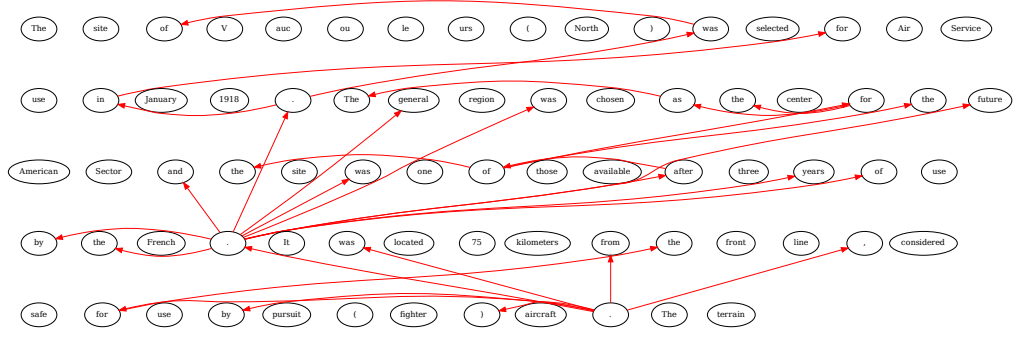 The site of V auc ou le urs ( North ) was selected for Air Service
use in January 1918 . The general region was chosen as the center for the future
American Sector and the site was one of those available after three years of use
by the French . It was located 75 kilometers from the front line , considered
safe for use by pursuit ( fighter ) aircraft . The terrain